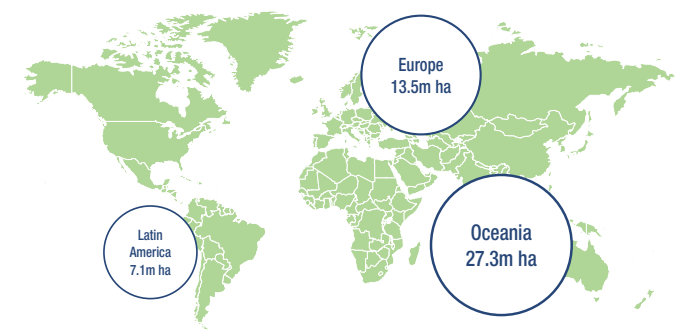 Europe
13.5m ha
Latin
America
7.1m ha
Oceania
27.3m ha